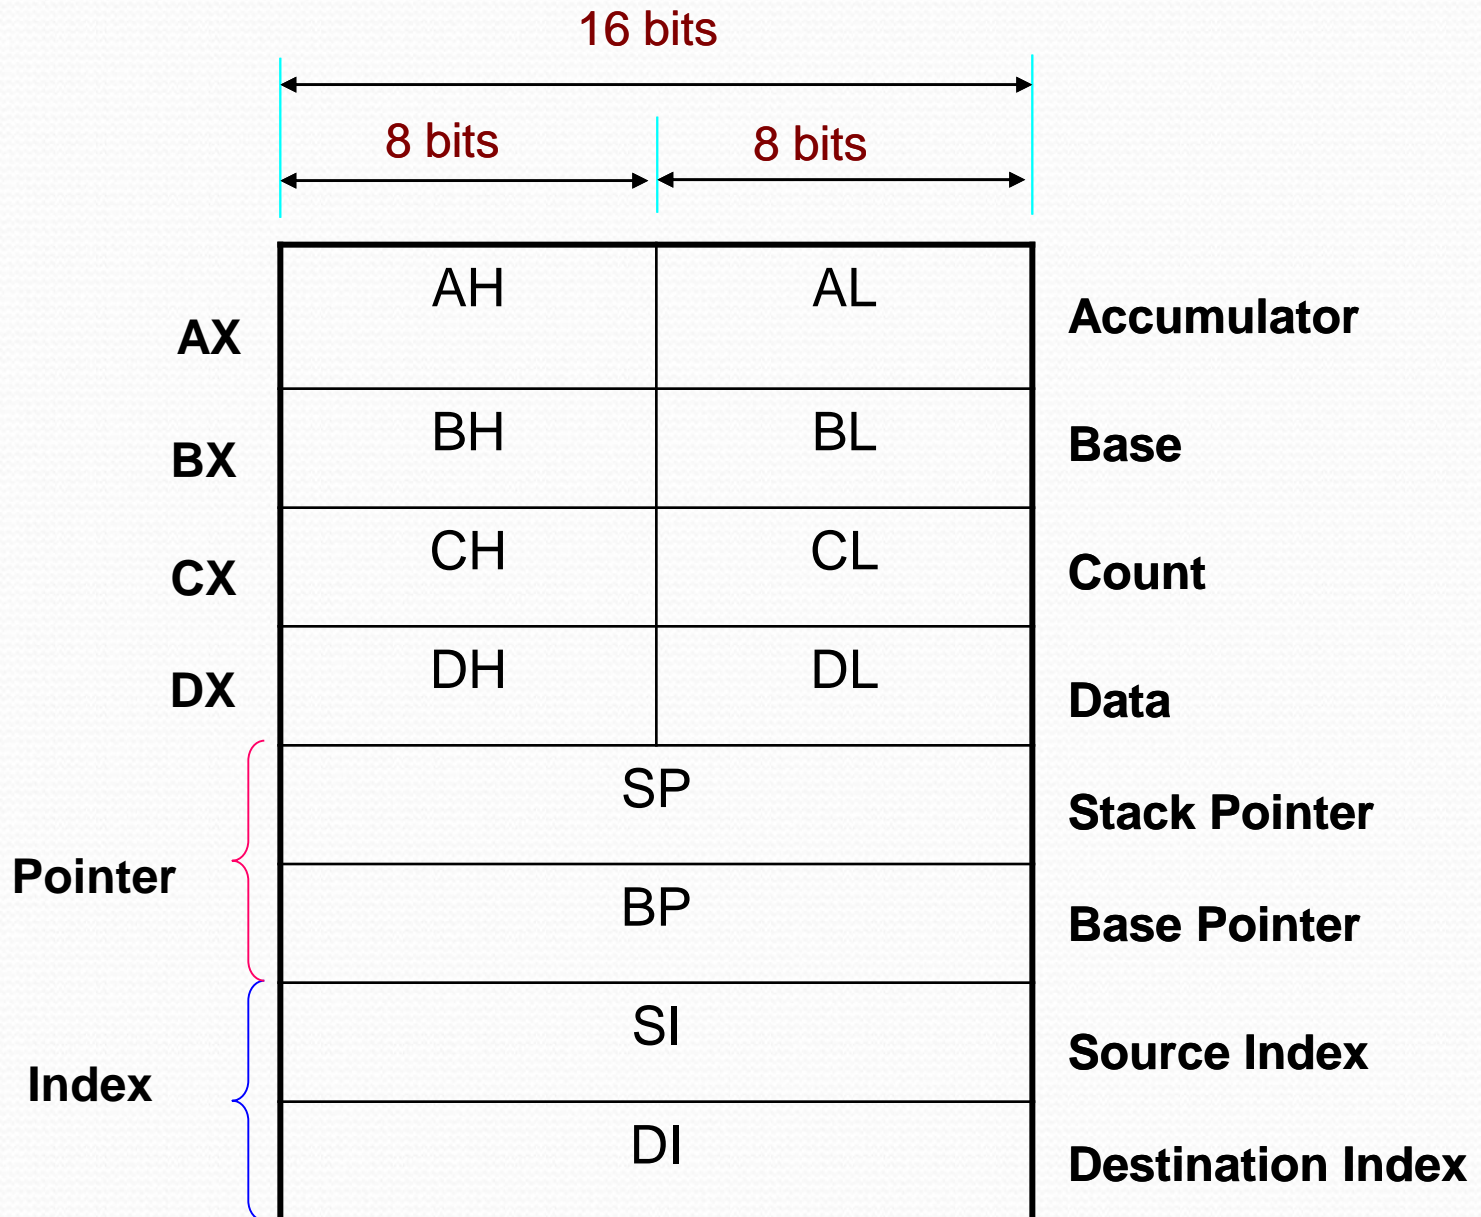 16 bits
8 bits 8 bits
AH AL
AX Accumulator
BH BL
BX Base
CH CL
CX Count
DH DL
DX Data
SP
Stack Pointer
Pointer
BP
Base Pointer
SI
Source Index
Index
DI
Destination Index